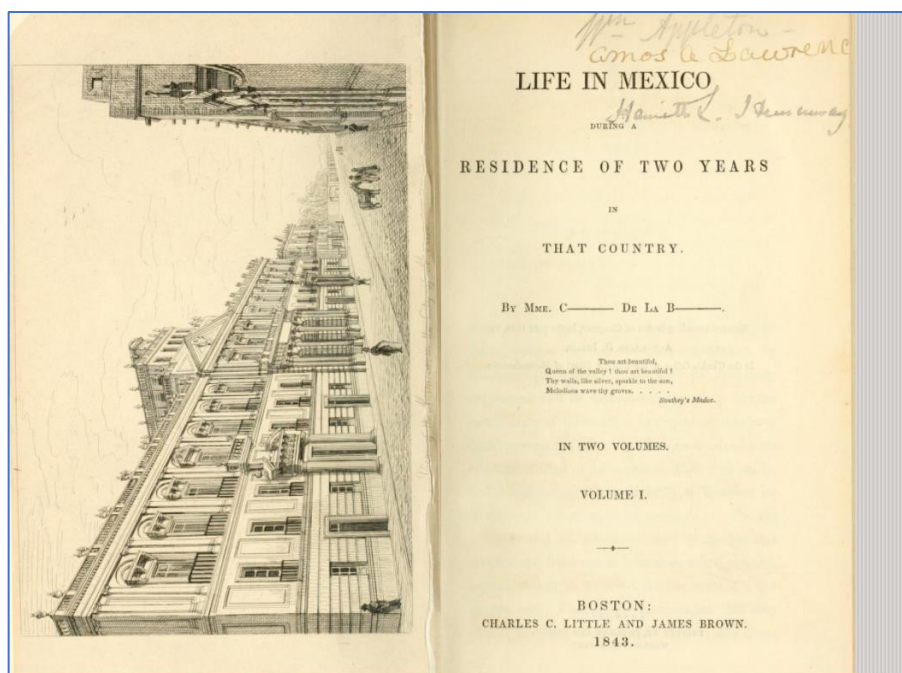 Wm Appleton -
Amos A Lawrence
LIFE IN MEXICO
DURING A
RESIDENCE OF TWO YEARS
IN
THAT COUNTRY.
BY MME. C——— DE LA B———.
Thou art beautiful,
Queen of the valley! thou art beautiful!
Thy walls, like silver, sparkle to the sun,
Melodious wave thy groves. . . . . .
Southey's Madoc.
IN TWO VOLUMES.
VOLUME I.
BOSTON:
CHARLES C. LITTLE AND JAMES BROWN.
1843.